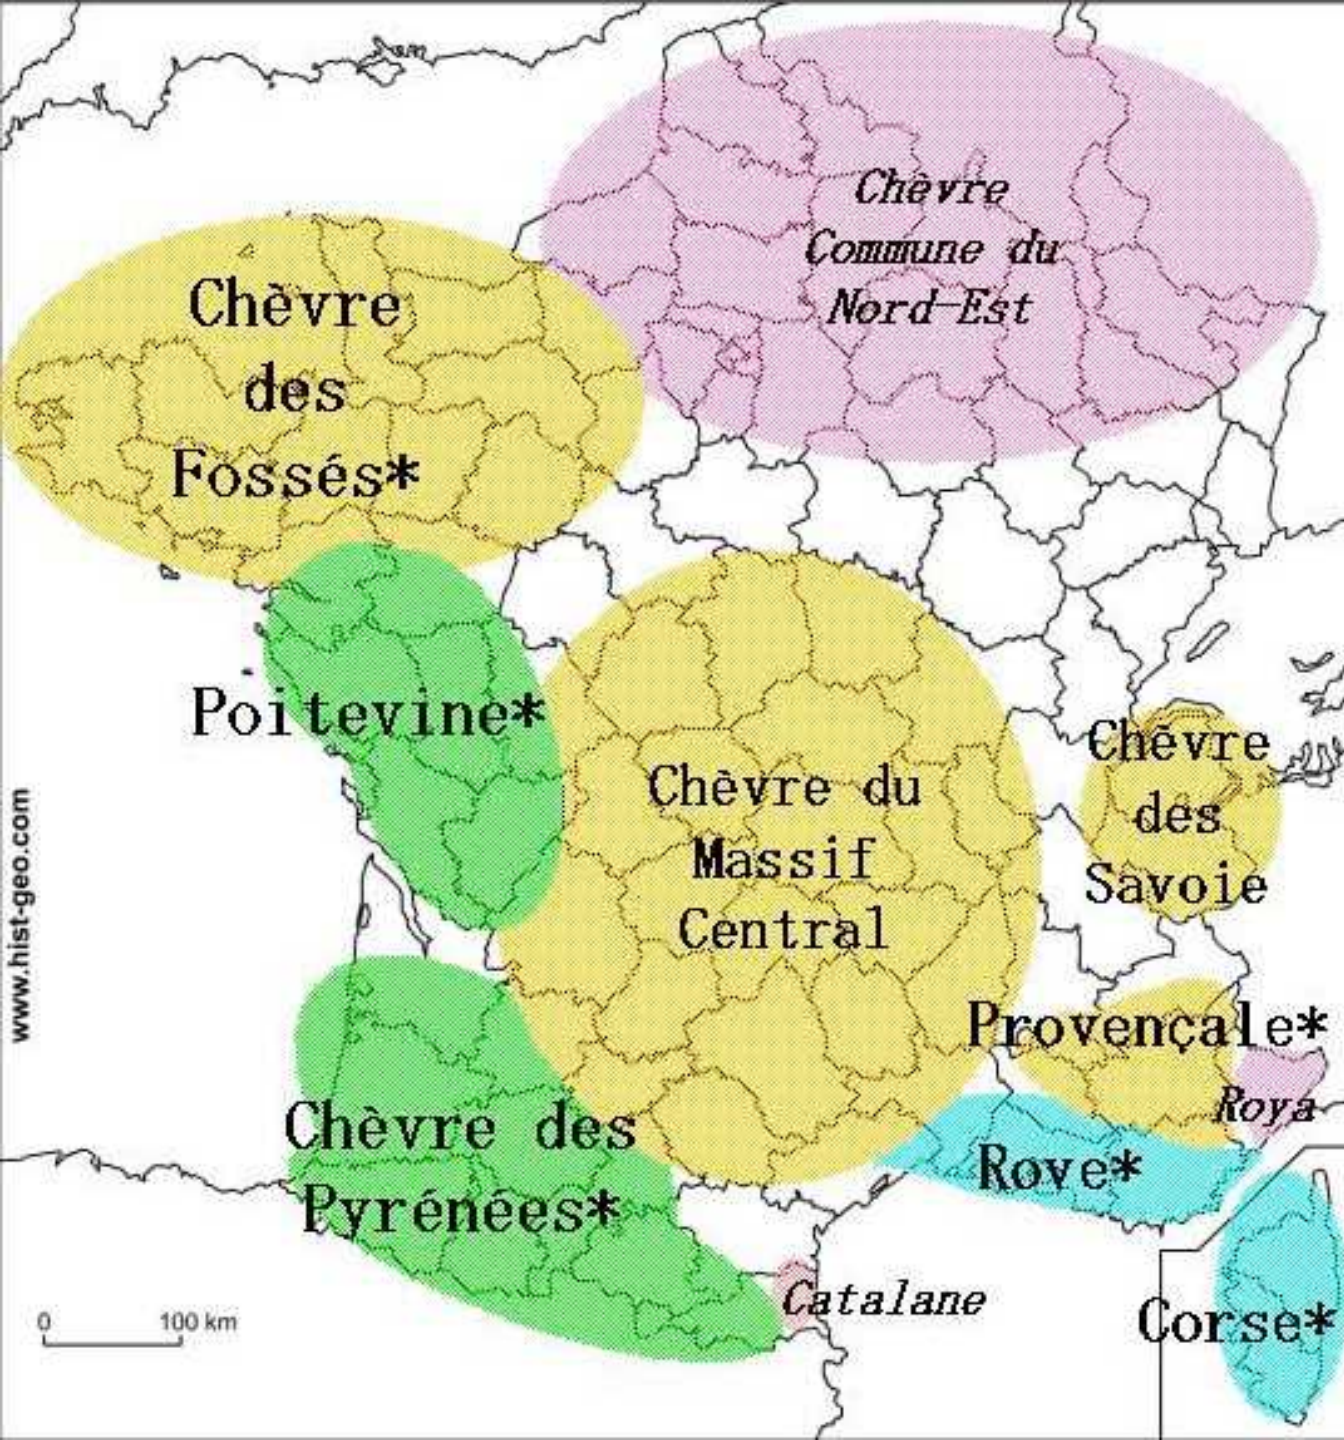 Chèvre
Commune du
Nord-Est
Chèvre
des
Fossés*
Poitevine*
Chèvre du
Massif
Central
Chèvre
des
Savoie
Provençale*
Roya
Rove*
Chèvre des
Pyrénées*
Catalane
Corse*
0 100 km
www.hist-geo.com